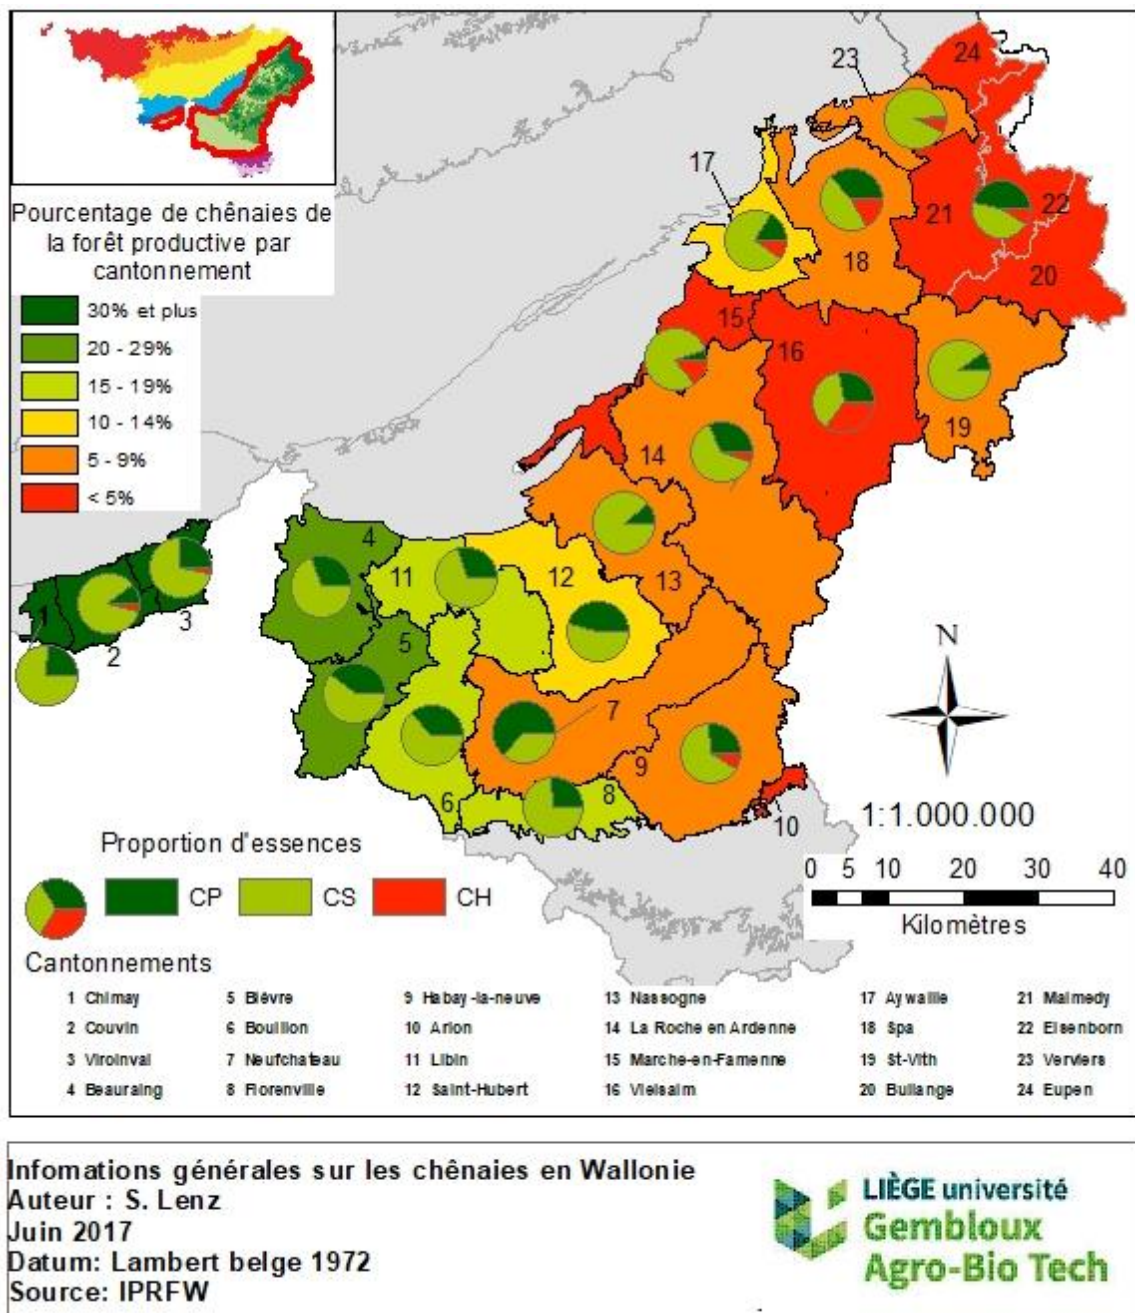 Pourcentage de chênaies de
la forêt productive par
cantonnement
30% et plus
20 - 29%
15 - 19%
10 - 14%
5 - 9%
< 5%
24
23
17
21
22
18
20
15
16
19
14
4
11
12
13
1
3
2
5
7
9
6
8
10
N
1:1.000.000
0 5 10 20 30 40
Kilomètres
Proportion d'essences
CP CS CH
Cantonnements
1 Chimay 5 Bièvre 9 Habay-la-neuve 13 Nassogne 17 Aywaille 21 Malmedy
2 Couvin 6 Bouillon 10 Arlon 14 La Roche en Ardenne 18 Spa 22 Elsenborn
3 Viroinval 7 Neufchateau 11 Libin 15 Marche-en-Famenne 19 St-Vith 23 Verviers
4 Beauraing 8 Florenville 12 Saint-Hubert 16 Vielsalm 20 Bullange 24 Eupen
Infomations générales sur les chênaies en Wallonie
Auteur : S. Lenz
Juin 2017
Datum: Lambert belge 1972
Source: IPRFW
LIÈGE université
Gembloux
Agro-Bio Tech